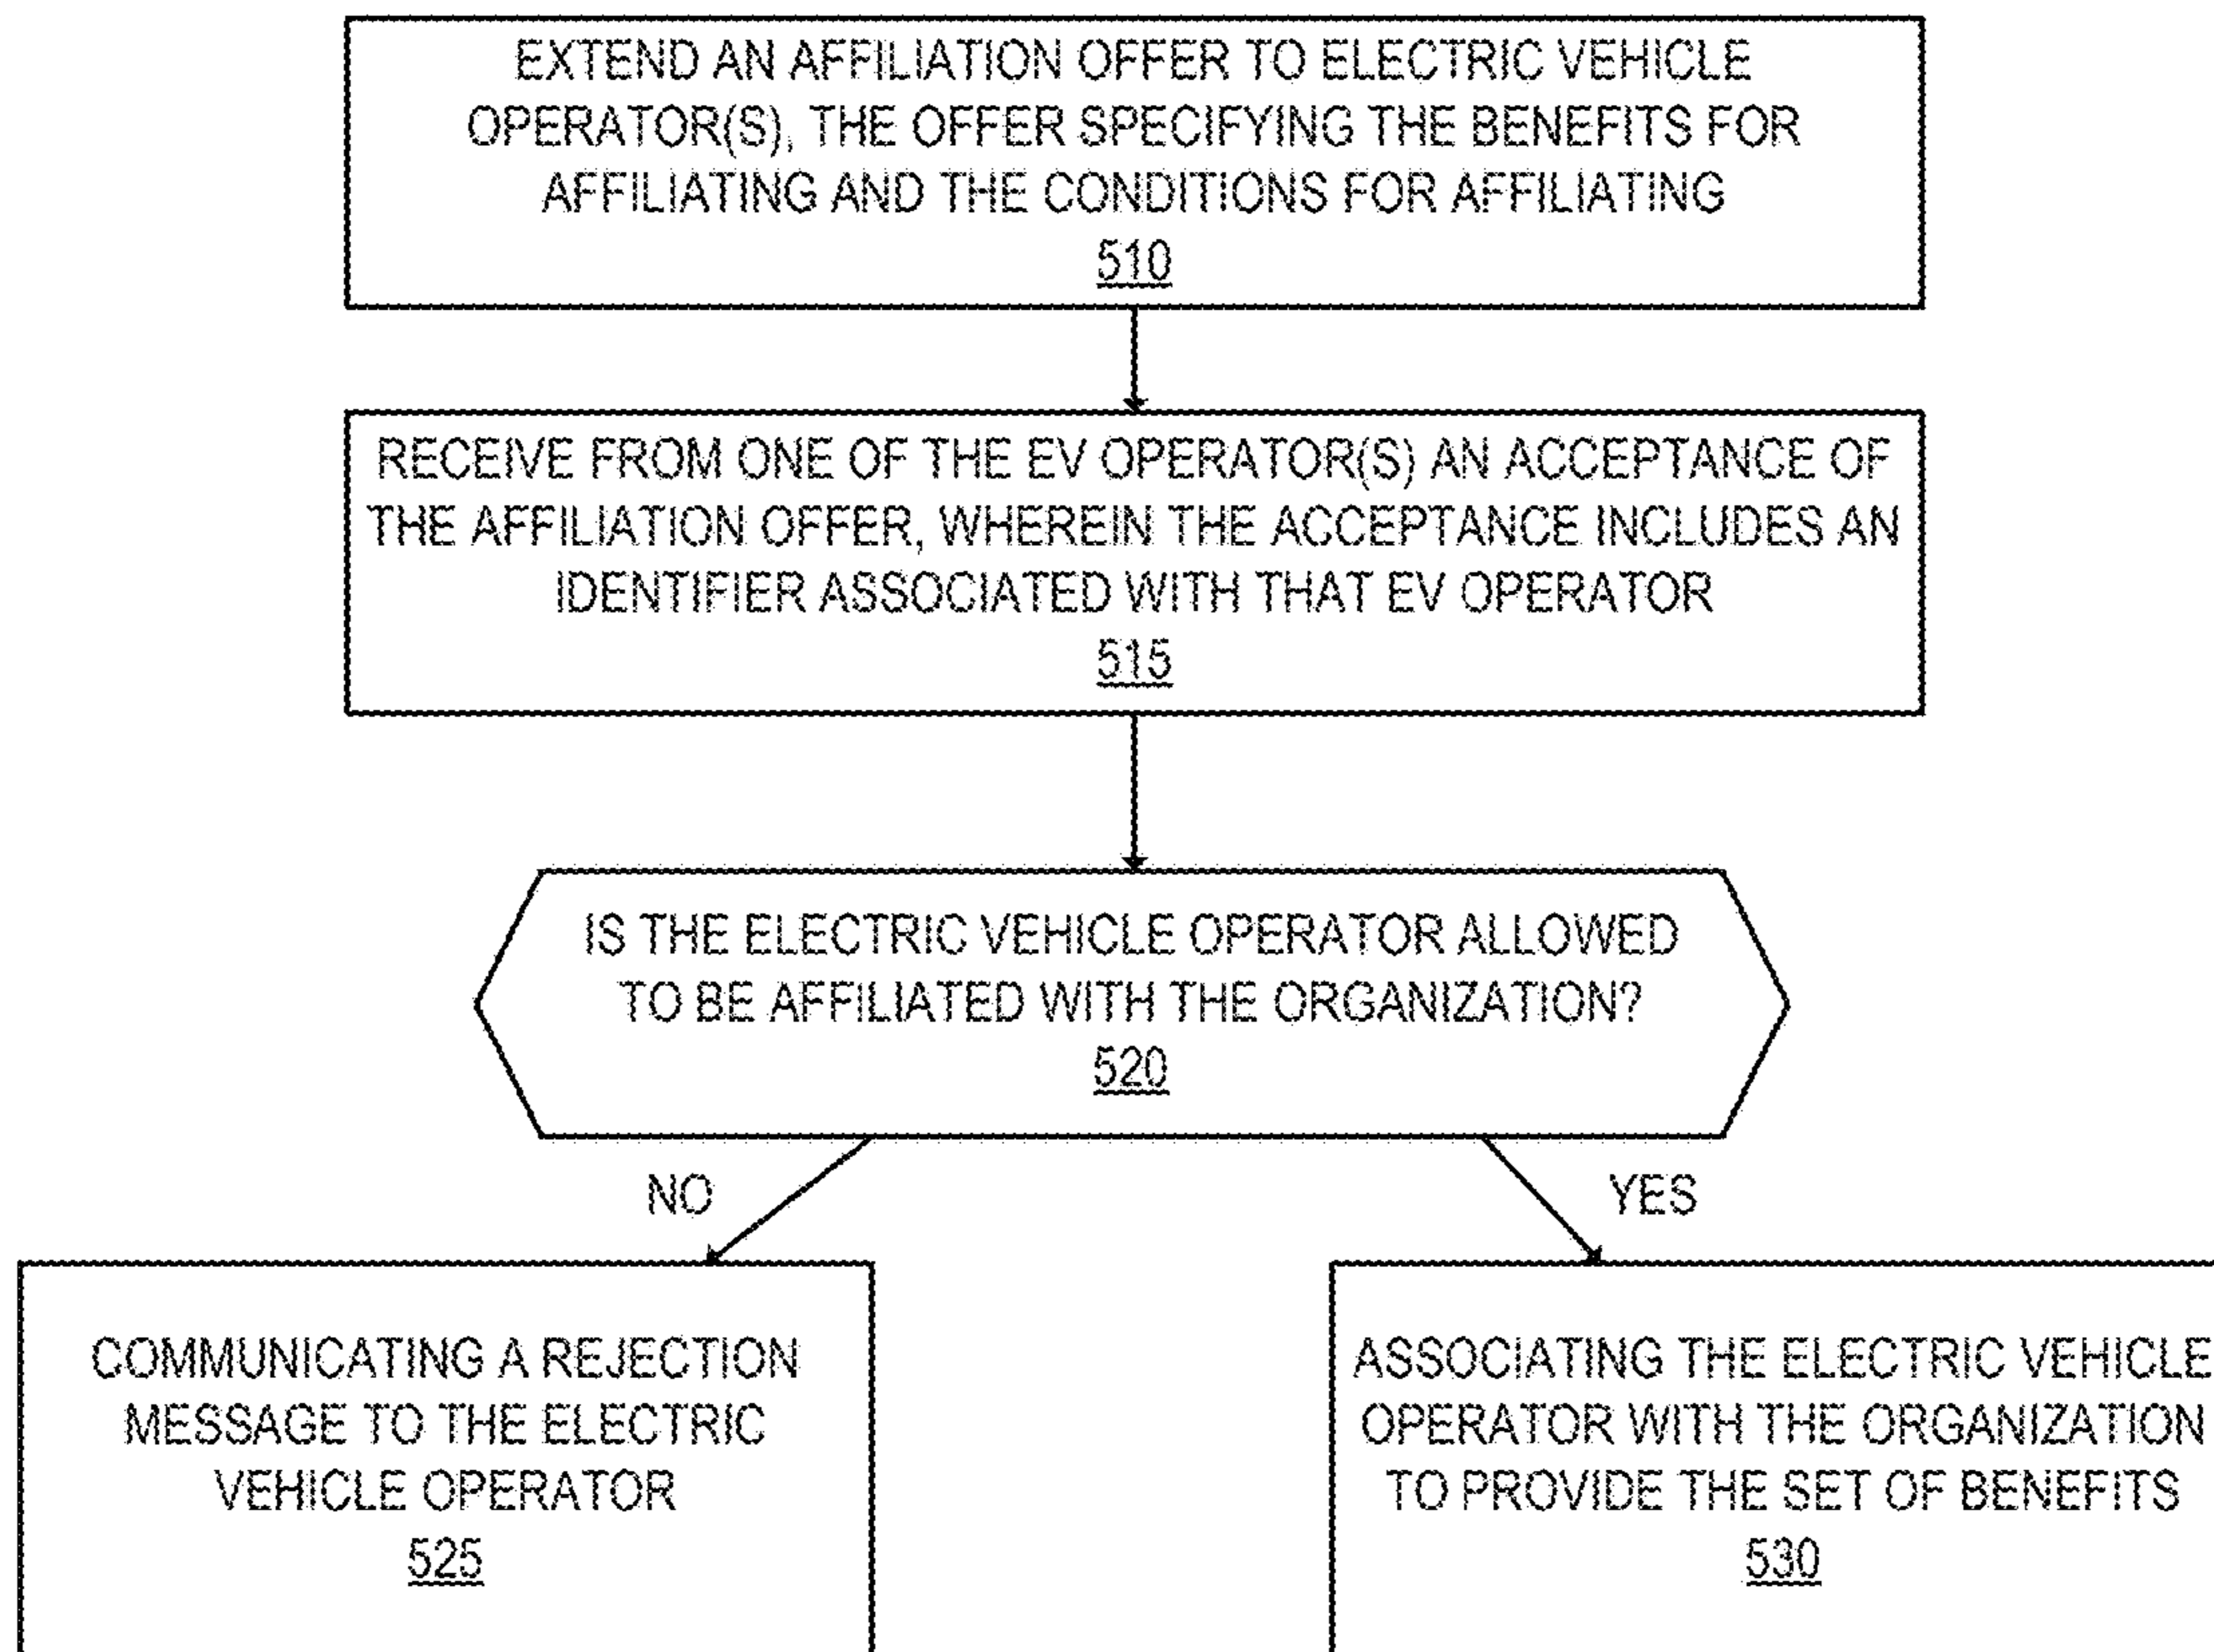 EXTEND AN AFFILIATION OFFER TO ELECTRIC VEHICLE
OPERATOR(S), THE OFFER SPECIFYING THE BENEFITS FOR
AFFILIATING AND THE CONDITIONS FOR AFFILIATING
510
RECEIVE FROM ONE OF THE EV OPERATOR(S) AN ACCEPTANCE OF
THE AFFILIATION OFFER, WHEREIN THE ACCEPTANCE INCLUDES AN
IDENTIFIER ASSOCIATED WITH THAT EV OPERATOR
515
IS THE ELECTRIC VEHICLE OPERATOR ALLOWED
TO BE AFFILIATED WITH THE ORGANIZATION?
520
NO
YES
COMMUNICATING A REJECTION
MESSAGE TO THE ELECTRIC
VEHICLE OPERATOR
525
ASSOCIATING THE ELECTRIC VEHICLE
OPERATOR WITH THE ORGANIZATION
TO PROVIDE THE SET OF BENEFITS
530